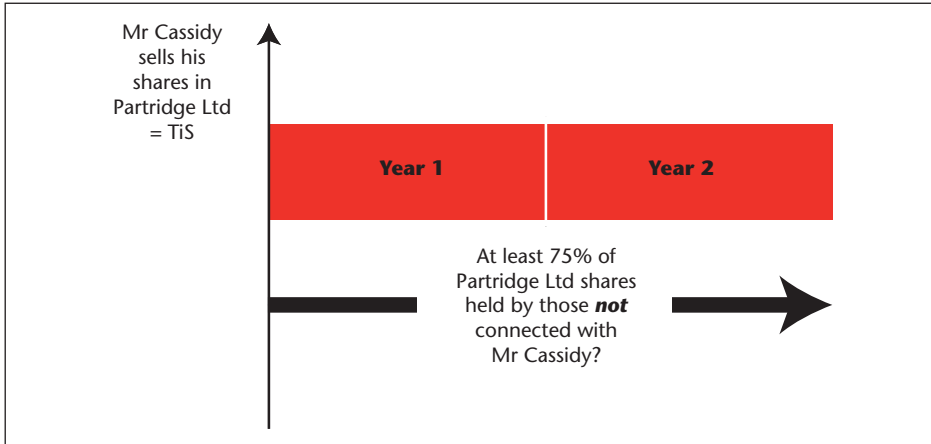 Mr Cassidy
sells his
shares in
Partridge Ltd
= TiS
Year 1
Year 2
At least 75% of
Partridge Ltd shares
held by those not
connected with
Mr Cassidy?